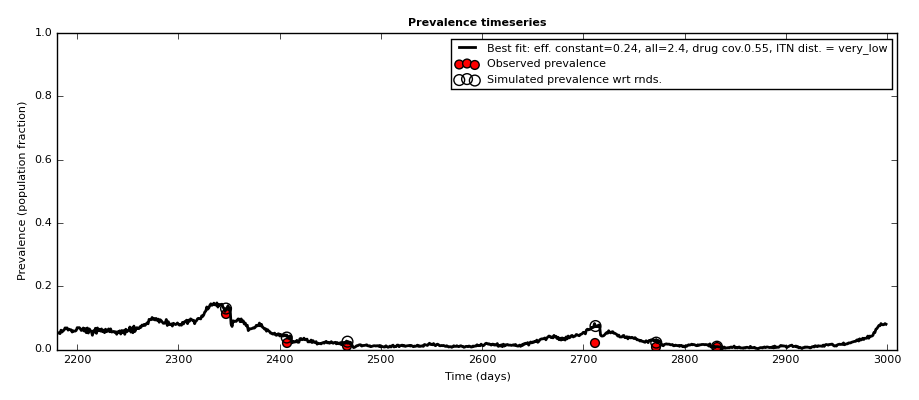 Prevalence timeseries
1.0
0.8
0.6
0.4
0.2
0.0
Prevalence (population fraction)
Best fit: eff. constant=0.24, all=2.4, drug cov.0.55, ITN dist. = very_low
Observed prevalence
Simulated prevalence wrt rnds.
2200 2300 2400 2500 2600 2700 2800 2900 3000
Time (days)